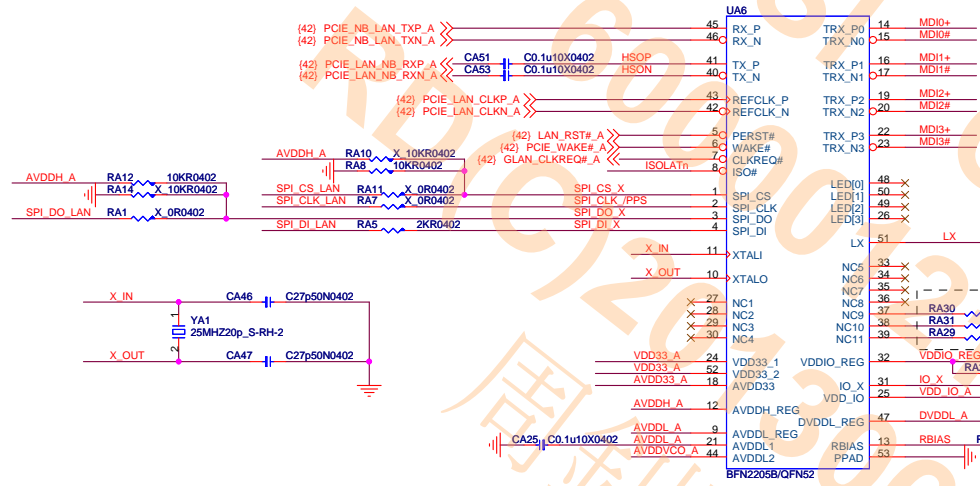 UA6
{42} PCIE_NB_LAN_TXP_A 45 RX_P TRX_P0 14 MDI0+
{42} PCIE_NB_LAN_TXN_A 46 RX_N TRX_N0 15 MDI0#
{42} PCIE_LAN_NB_RXP_A CA51 C0.1u10X0402 HSOP 41 TX_P TRX_P1 16 MDI1+
{42} PCIE_LAN_NB_RXN_A CA53 C0.1u10X0402 HSON 40 TX_N TRX_N1 17 MDI1#
{42} PCIE_LAN_CLKP_A 43 REFCLK_P TRX_P2 19 MDI2+
{42} PCIE_LAN_CLKN_A 42 REFCLK_N TRX_N2 20 MDI2#
{42} LAN_RST#_A 5 PERST# TRX_P3 22 MDI3+
{42} PCIE_WAKE#_A 6 WAKE# TRX_N3 23 MDI3#
AVDDH_A RA10 X_10KR0402 {42} GLAN_CLKREQ#_A 7 CLKREQ#
RA8 10KR0402 ISOLATn 8 ISO#
AVDDH_A RA12 10KR0402 LED[0] 48
RA14 X_10KR0402 SPI_CS_LAN RA11 X_0R0402 SPI_CS_X 1 SPI_CS LED[1] 50
SPI_CLK_LAN RA7 X_0R0402 SPI_CLK_/PPS 2 SPI_CLK LED[2] 49
SPI_DO_LAN RA1 X_0R0402 SPI_DO_X 3 SPI_DO LED[3] 26
SPI_DI_LAN RA5 2KR0402 SPI_DI_X 4 SPI_DI
LX 51 LX
X_IN 11 XTALI
NC5 33
X_OUT 10 XTALO NC6 34
NC7 35
X_IN CA46 C27p50N0402 27 NC1 NC8 36
28 NC2 NC9 37 RA30
1 YA1 29 NC3 NC10 38 RA31
25MHZ20p_S-RH-2 30 NC4 NC11 39 RA29
2
X_OUT CA47 C27p50N0402 VDD33_A 24 VDD33_1 VDDIO_REG 32 VDDIO_REG
VDD33_A 52 VDD33_2
AVDD33_A 18 AVDD33 IO_X 31 IO_X
VDD_IO 25 VDD_IO_A
AVDDH_A 12 AVDDH_REG
DVDDL_REG 47 DVDDL_A
AVDDL_A 9 AVDDL_REG
CA25 C0.1u10X0402 AVDDL_A 21 AVDDL1 RBIAS 13 RBIAS
AVDDVCO_A 44 AVDDL2 PPAD 53
BFN2205B/QFN52